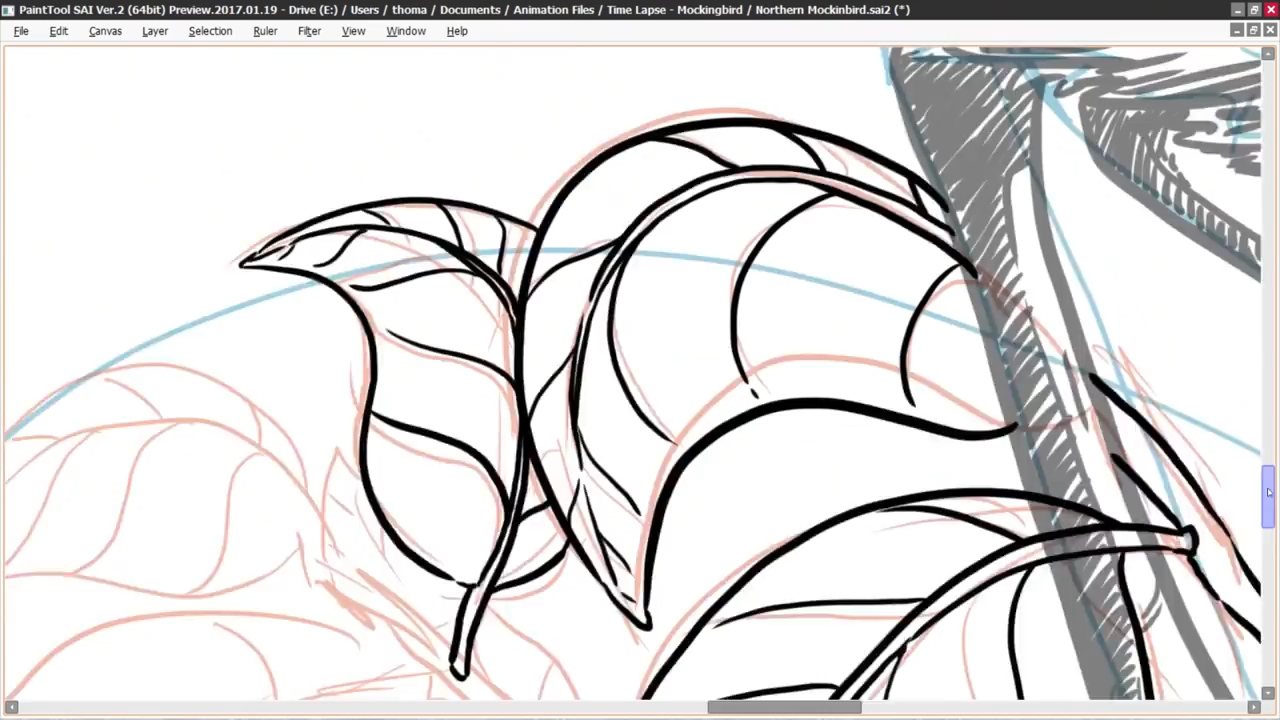 PaintTool SAI Ver.2 (64bit) Preview.2017.01.19 - Drive (E:) / Users / thoma / Documents / Animation Files / Time Lapse - Mockingbird / Northern Mockinbird.sai2 (*)
File Edit Canvas Layer Selection Ruler Filter View Window Help